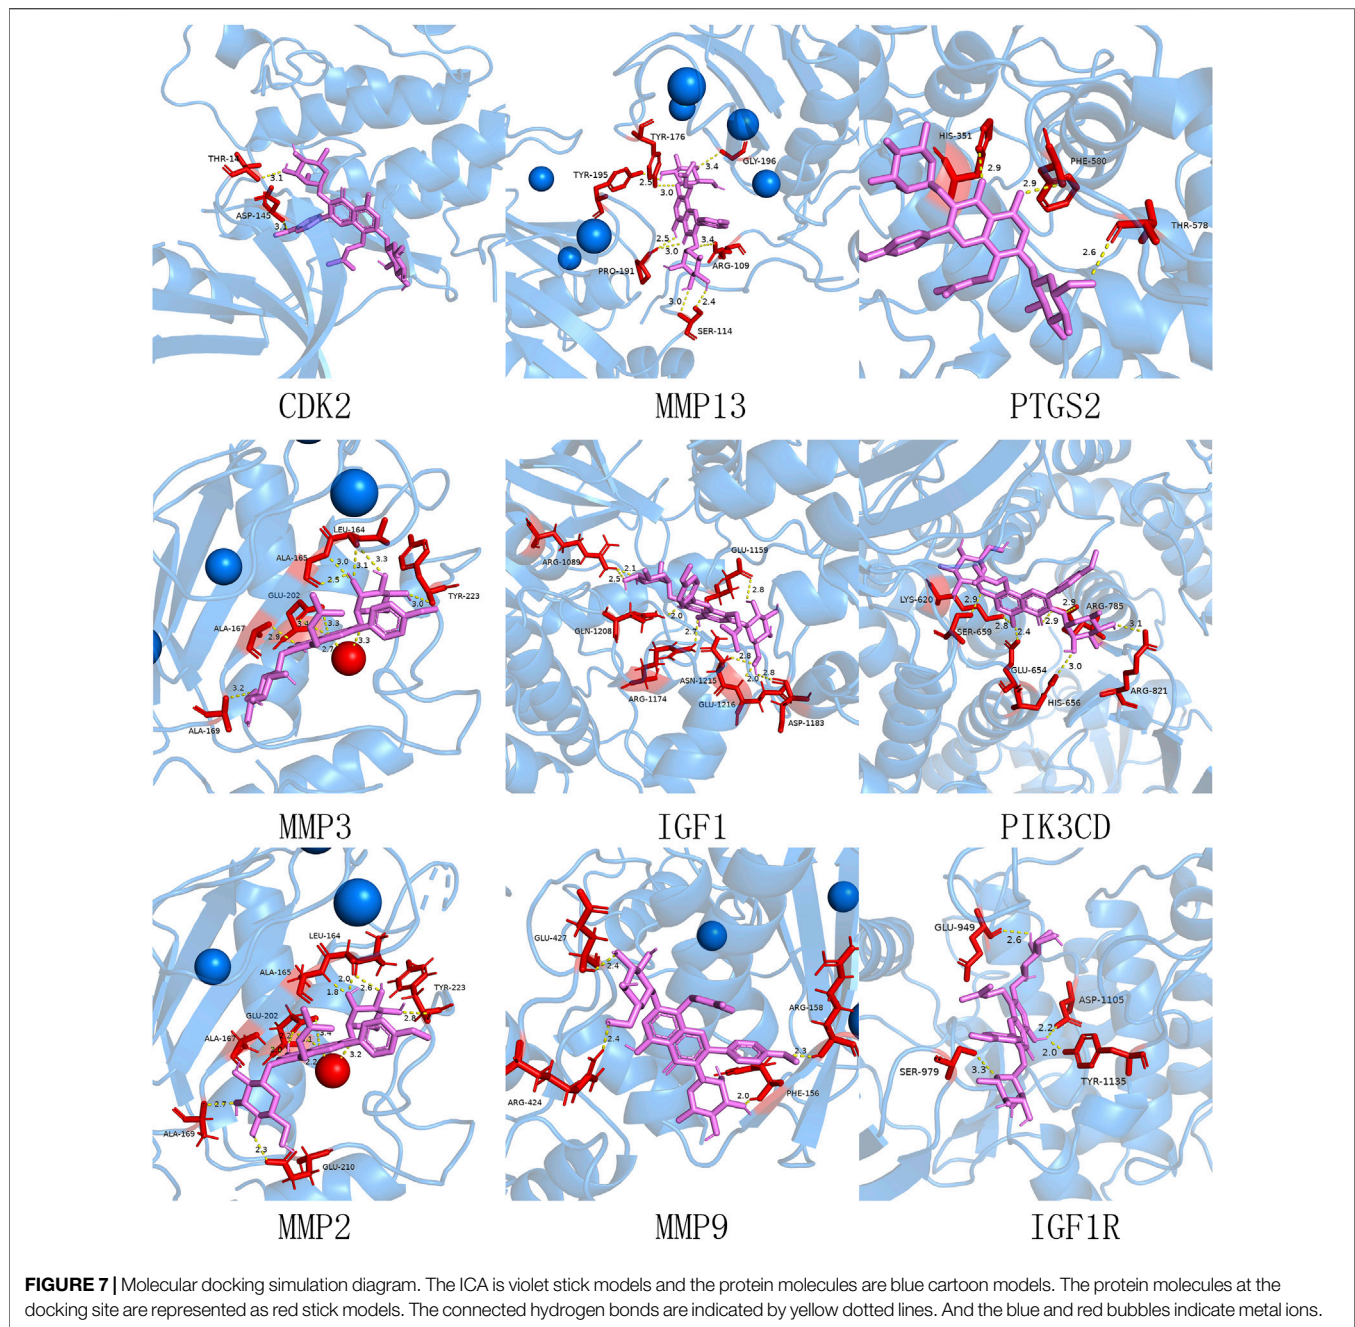 THR-14
3.1
ASP-145
3.1
CDK2
TYR-176
3.4
GLY-196
TYR-195
2.5
3.0
2.5
3.0
3.4
PRO-191
ARG-109
3.0
2.4
SER-114
MMP13
HIS-351
2.9
PHE-580
2.9
THR-578
2.6
PTGS2
LEU-164
ALA-165
3.0
3.3
3.1
2.5
GLU-202
TYR-223
3.0
ALA-167
3.4
3.3
2.9
3.3
2.7
3.2
ALA-169
MMP3
ARG-1089
2.1
2.5
GLU-1159
2.8
2.0
GLN-1208
2.7
2.8
ASN-1215
2.8
2.0
ARG-1174
GLU-1216
ASP-1183
IGF1
LYS-620
2.9
2.9
ARG-785
2.8
2.9
3.1
SER-659
2.4
GLU-654
3.0
ARG-821
HIS-656
PIK3CD
LEU-164
ALA-165
2.0
1.8
2.6
TYR-223
GLU-202
2.8
ALA-167
3.4
2.2
3.2
2.7
ALA-169
2.3
GLU-210
MMP2
GLU-427
2.4
ARG-158
2.4
2.3
ARG-424
2.0
PHE-156
MMP9
GLU-949
2.6
ASP-1105
2.2
2.0
SER-979
3.3
TYR-1135
IGF1R
FIGURE 7 | Molecular docking simulation diagram. The ICA is violet stick models and the protein molecules are blue cartoon models. The protein molecules at the
docking site are represented as red stick models. The connected hydrogen bonds are indicated by yellow dotted lines. And the blue and red bubbles indicate metal ions.